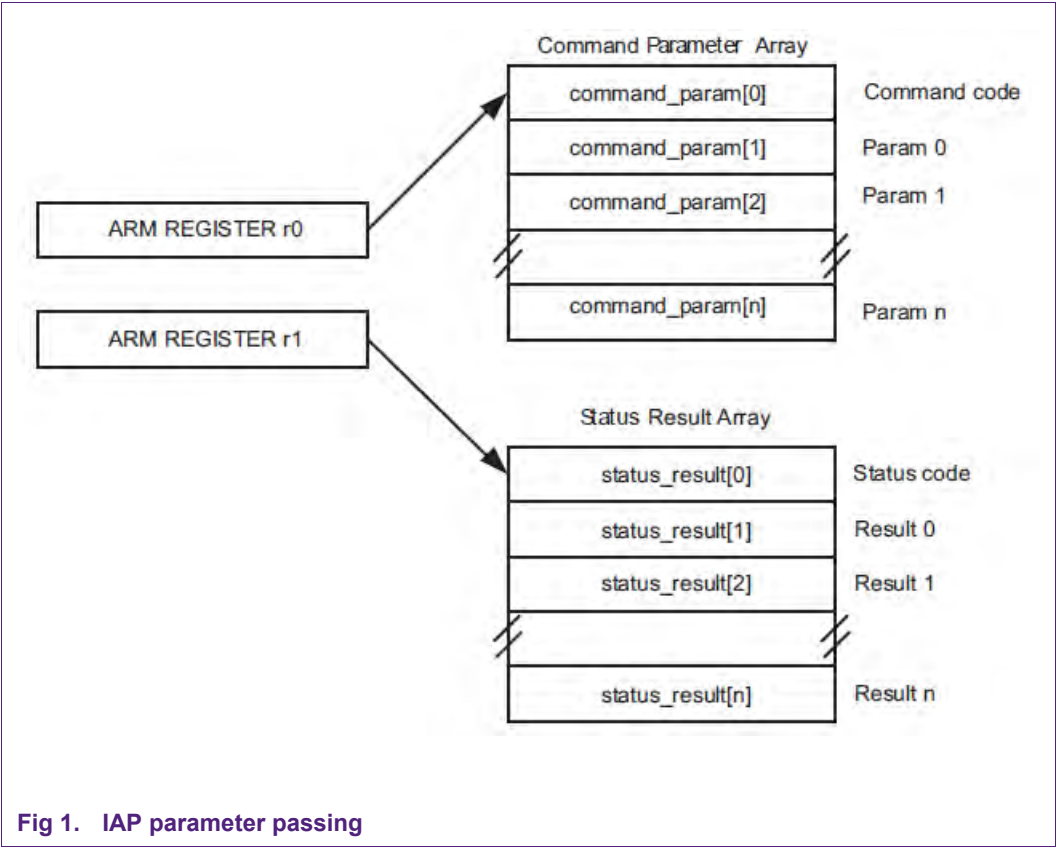 Command Parameter Array
command_param[0] Command code
command_param[1] Param 0
command_param[2] Param 1
ARM REGISTER r0
command_param[n] Param n
ARM REGISTER r1
Status Result Array
status_result[0] Status code
status_result[1] Result 0
status_result[2] Result 1
status_result[n] Result n
Fig 1. IAP parameter passing